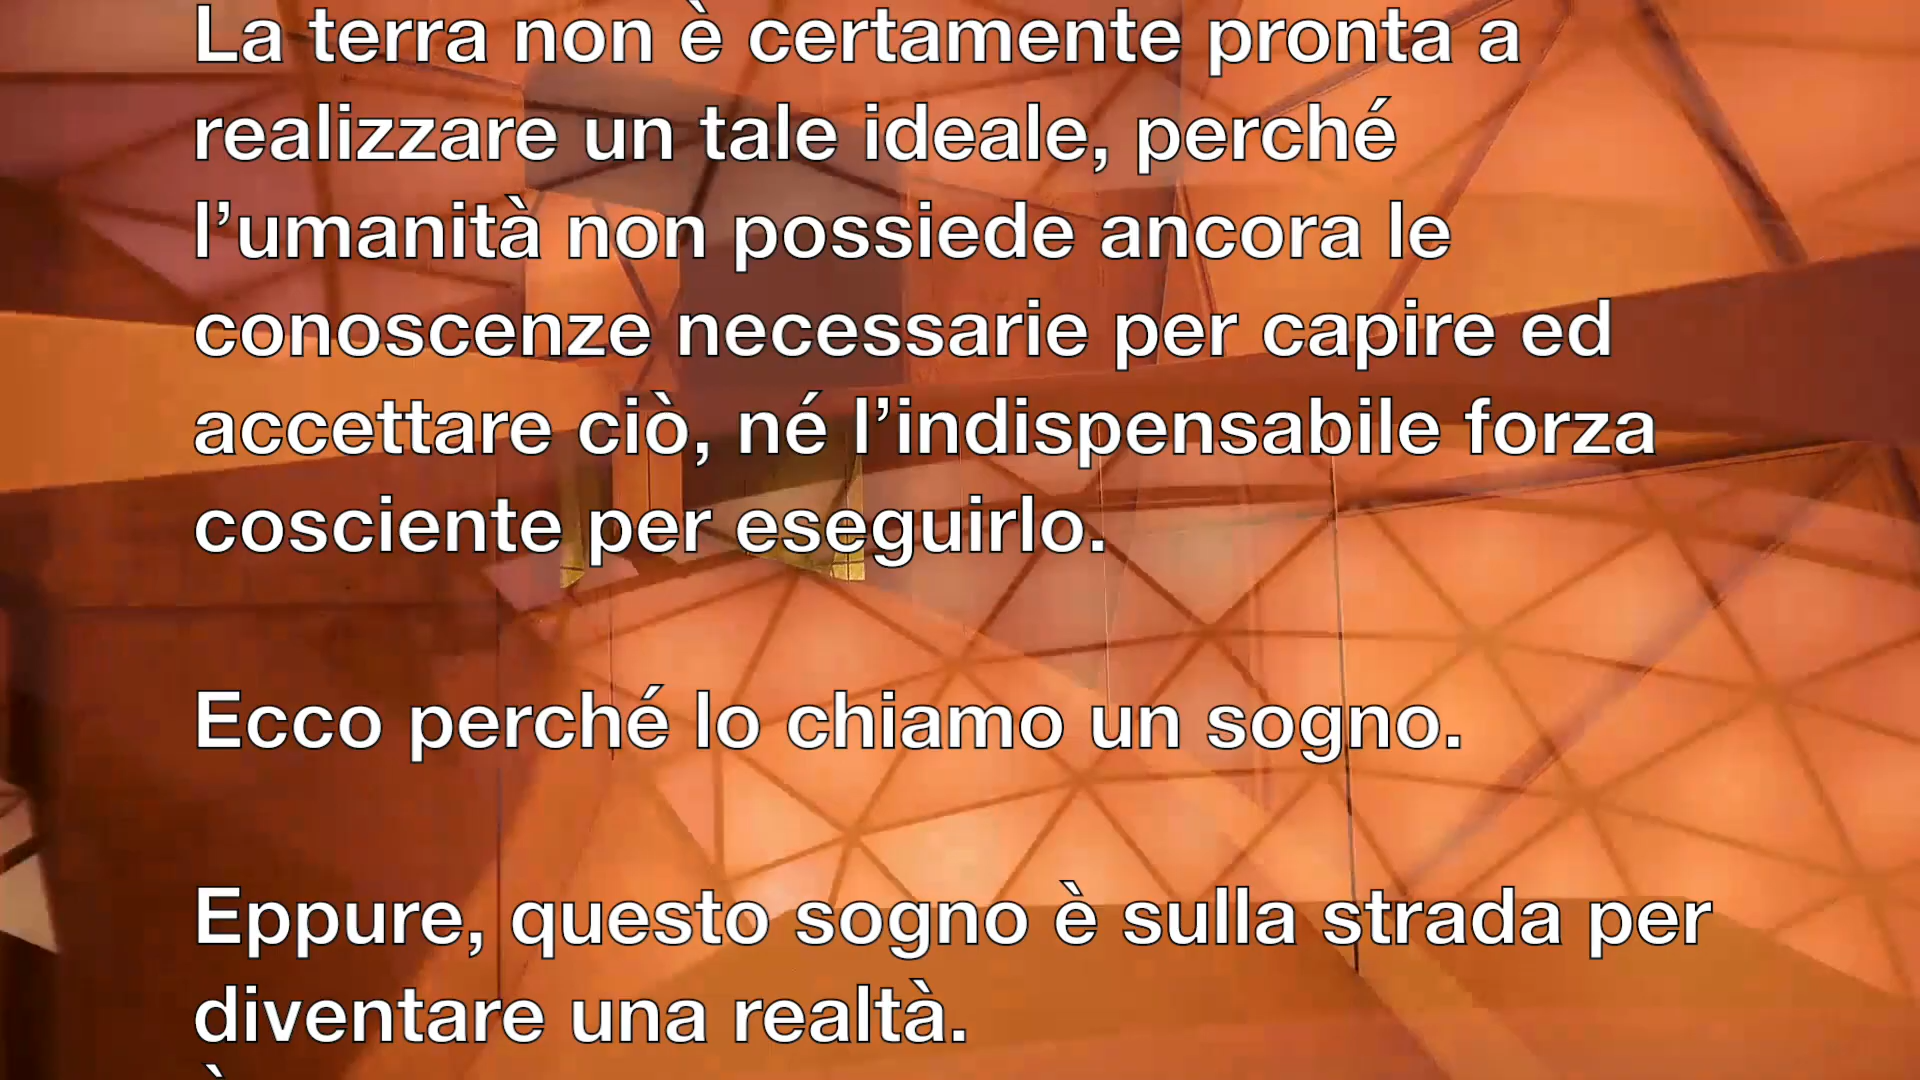 La terra non è certamente pronta a
realizzare un tale ideale, perché
l’umanità non possiede ancora le
conoscenze necessarie per capire ed
accettare ciò, né l’indispensabile forza
cosciente per eseguirlo.
Ecco perché lo chiamo un sogno.
Eppure, questo sogno è sulla strada per
diventare una realtà.